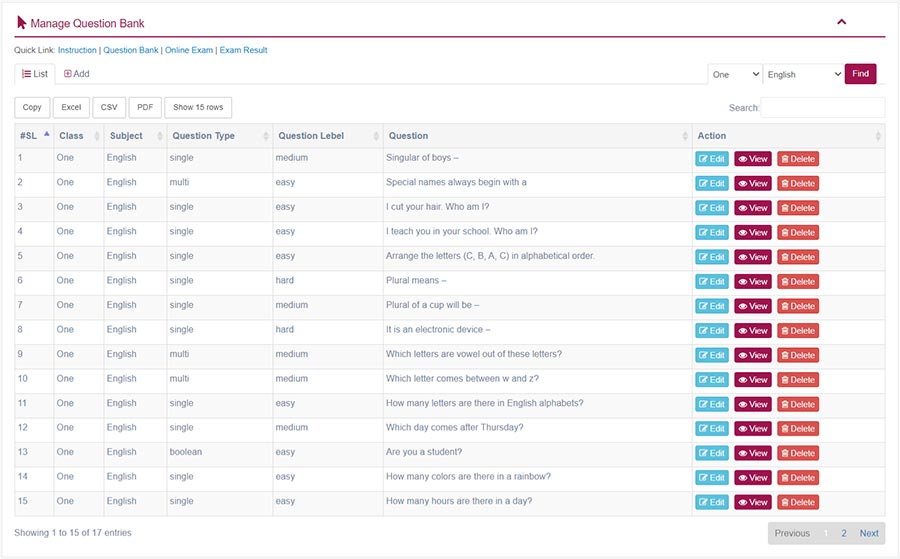 Manage Question Bank
Quick Link: Instruction | Question Bank | Online Exam | Exam Result
List Add One English Find
Copy Excel CSV PDF Show 15 rows Search:
#SL Class Subject Question Type Question Lebel Question Action
1 One English single medium Singular of boys – Edit View Delete
2 One English multi easy Special names always begin with a Edit View Delete
3 One English single easy I cut your hair. Who am I? Edit View Delete
4 One English single easy I teach you in your school. Who am I? Edit View Delete
5 One English single easy Arrange the letters (C, B, A, C) in alphabetical order. Edit View Delete
6 One English single hard Plural means – Edit View Delete
7 One English single medium Plural of a cup will be – Edit View Delete
8 One English single hard It is an electronic device – Edit View Delete
9 One English multi medium Which letters are vowel out of these letters? Edit View Delete
10 One English multi medium Which letter comes between w and z? Edit View Delete
11 One English single easy How many letters are there in English alphabets? Edit View Delete
12 One English single medium Which day comes after Thursday? Edit View Delete
13 One English boolean easy Are you a student? Edit View Delete
14 One English single easy How many colors are there in a rainbow? Edit View Delete
15 One English single easy How many hours are there in a day? Edit View Delete
Showing 1 to 15 of 17 entries Previous 1 2 Next